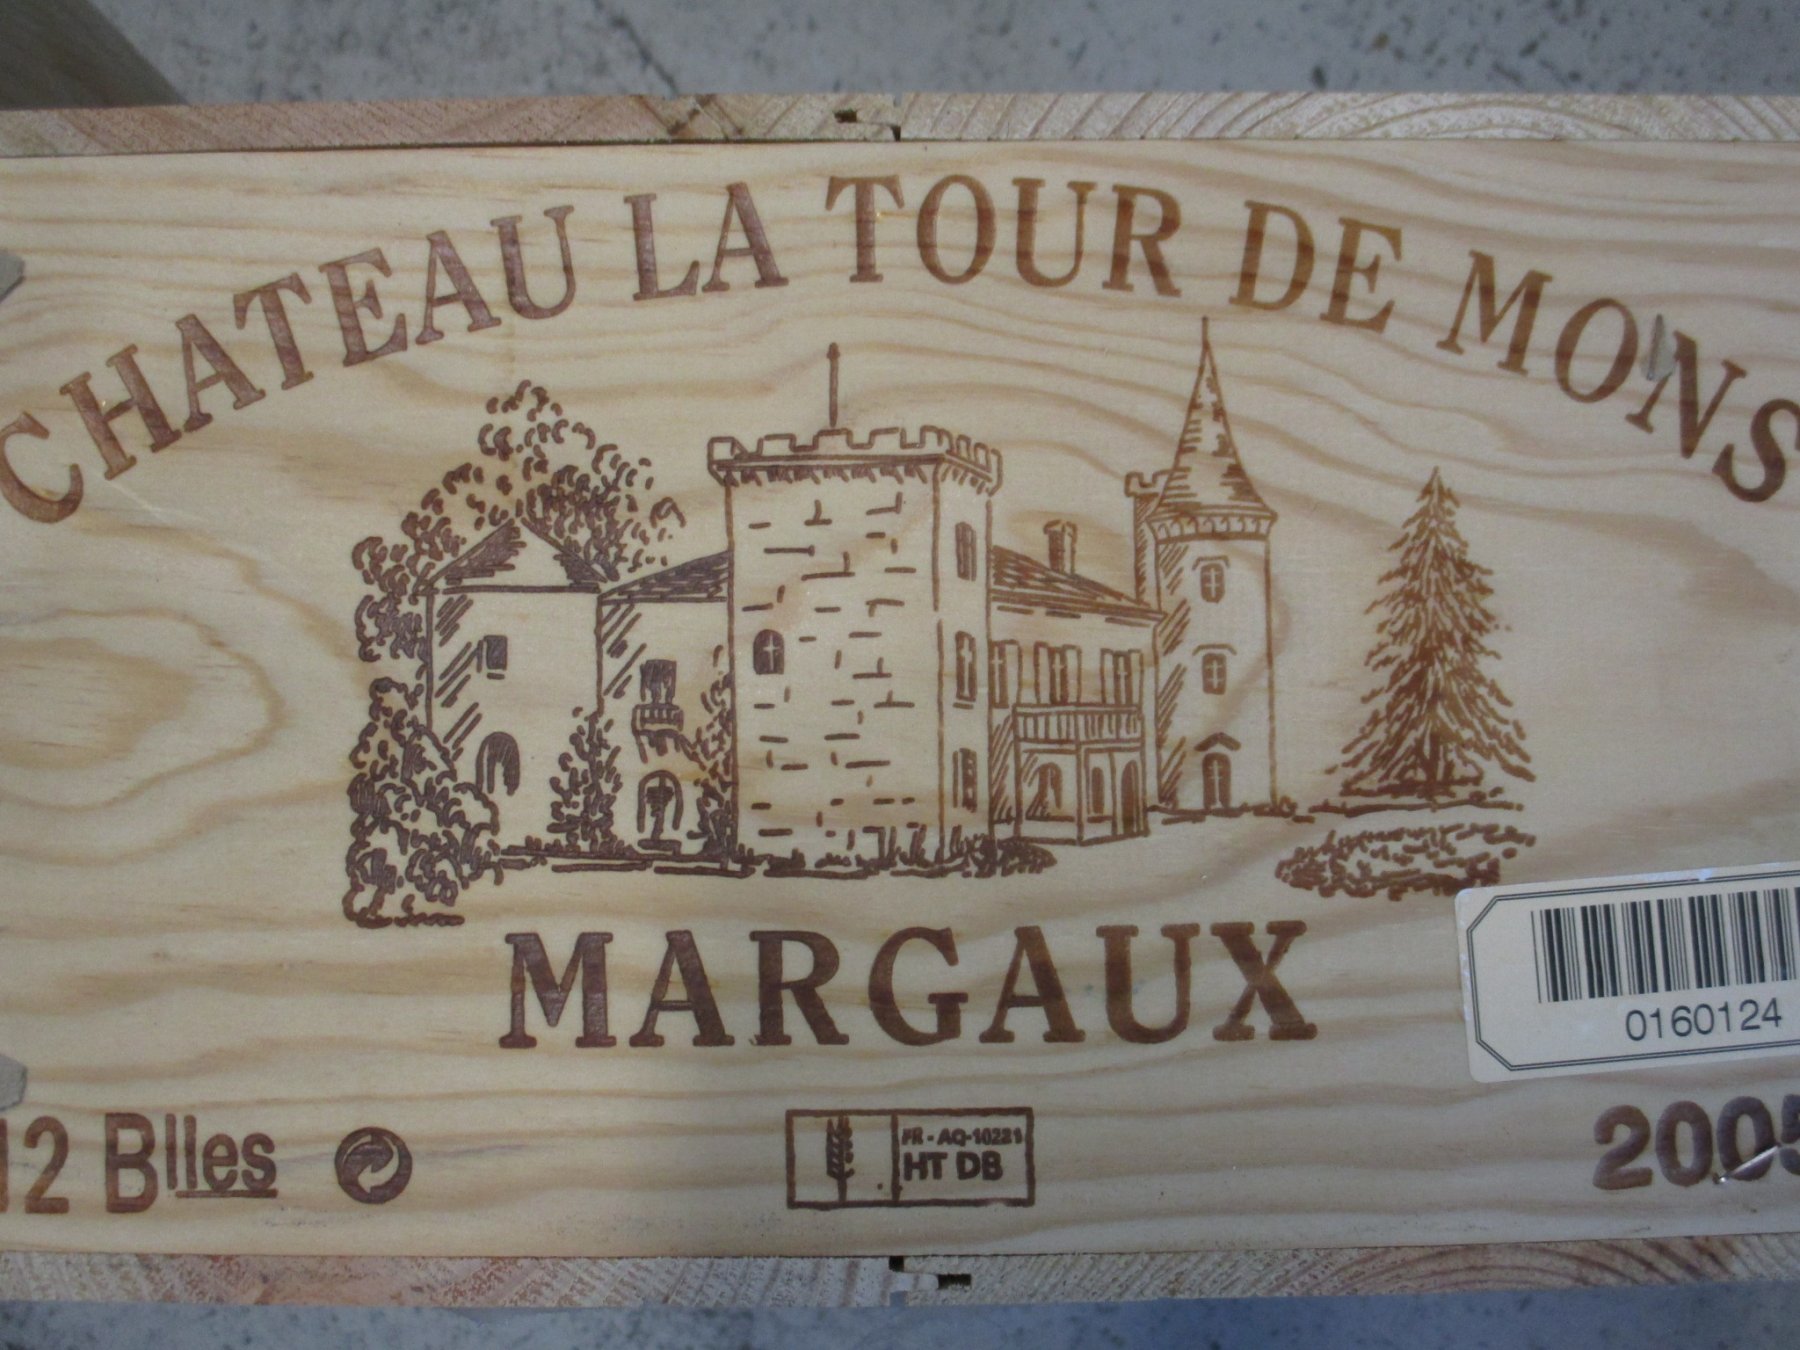 CHATEAU LA TOUR DE MONS
MARGAUX
0160124
12 Blles
FR - AQ-10221
HT DB
2005